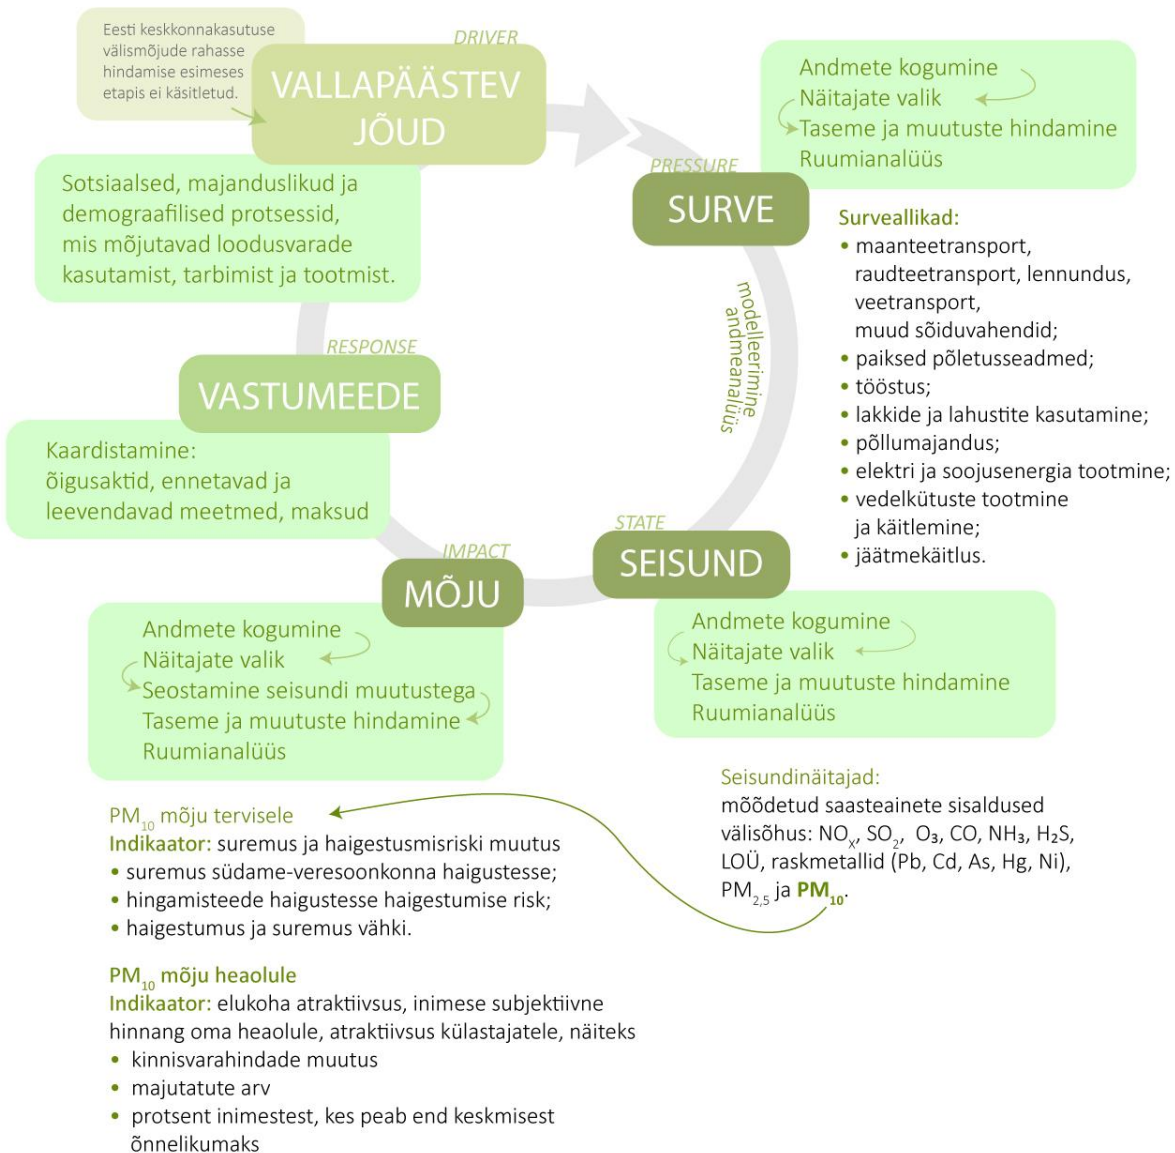 Eesti keskkonnakasutuse
välismõjude rahasse
hindamise esimeses
etapis ei käsitletud.
DRIVER
VALLAPÄÄSTEV
JÕUD
Sotsiaalsed, majanduslikud ja
demograafilised protsessid,
mis mõjutavad loodusvarade
kasutamist, tarbimist ja tootmist.
Andmete kogumine
Näitajate valik
Taseme ja muutuste hindamine
Ruumianalüüs
PRESSURE
SURVE
Surveallikad:
• maanteetransport,
raudteetransport, lennundus,
veetransport,
muud sõiduvahendid;
• paiksed põletusseadmed;
• tööstus;
• lakkide ja lahustite kasutamine;
• põllumajandus;
• elektri ja soojusenergia tootmine;
• vedelkütuste tootmine
ja käitlemine;
• jäätmekäitlus.
modelleerimine
andmeanalüüs
RESPONSE
VASTUMEEDE
Kaardistamine:
õigusaktid, ennetavad ja
leevendavad meetmed, maksud
STATE
SEISUND
Andmete kogumine
Näitajate valik
Taseme ja muutuste hindamine
Ruumianalüüs
Seisundinäitajad:
mõõdetud saasteainete sisaldused
välisõhus: NOₓ, SO₂, O₃, CO, NH₃, H₂S,
LOÜ, raskmetallid (Pb, Cd, As, Hg, Ni),
PM₂,₅ ja PM₁₀.
IMPACT
MÕJU
Andmete kogumine
Näitajate valik
Seostamine seisundi muutustega
Taseme ja muutuste hindamine
Ruumianalüüs
PM₁₀ mõju tervisele
Indikaator: suremus ja haigestusmisriski muutus
• suremus südame-veresoonkonna haigustesse;
• hingamisteede haigustesse haigestumise risk;
• haigestumus ja suremus vähki.
PM₁₀ mõju heaolule
Indikaator: elukoha atraktiivsus, inimese subjektiivne
hinnang oma heaolule, atraktiivsus külastajatele, näiteks
• kinnisvarahindade muutus
• majutatute arv
• protsent inimestest, kes peab end keskmisest
õnnelikumaks